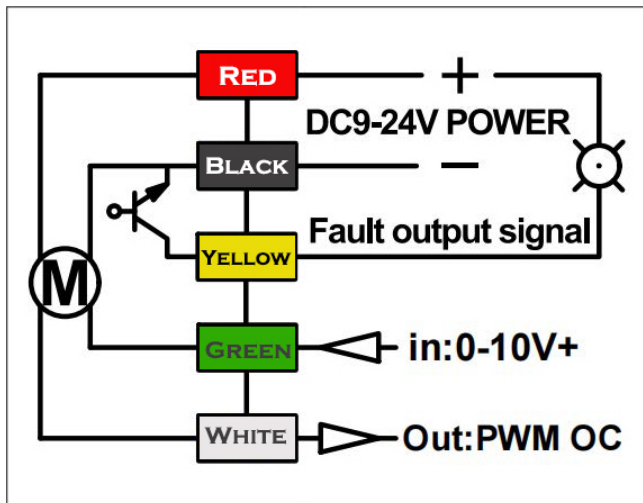 RED
+
DC9-24V POWER
BLACK
−
Fault output signal
YELLOW
M
GREEN
in:0-10V+
WHITE
Out:PWM OC